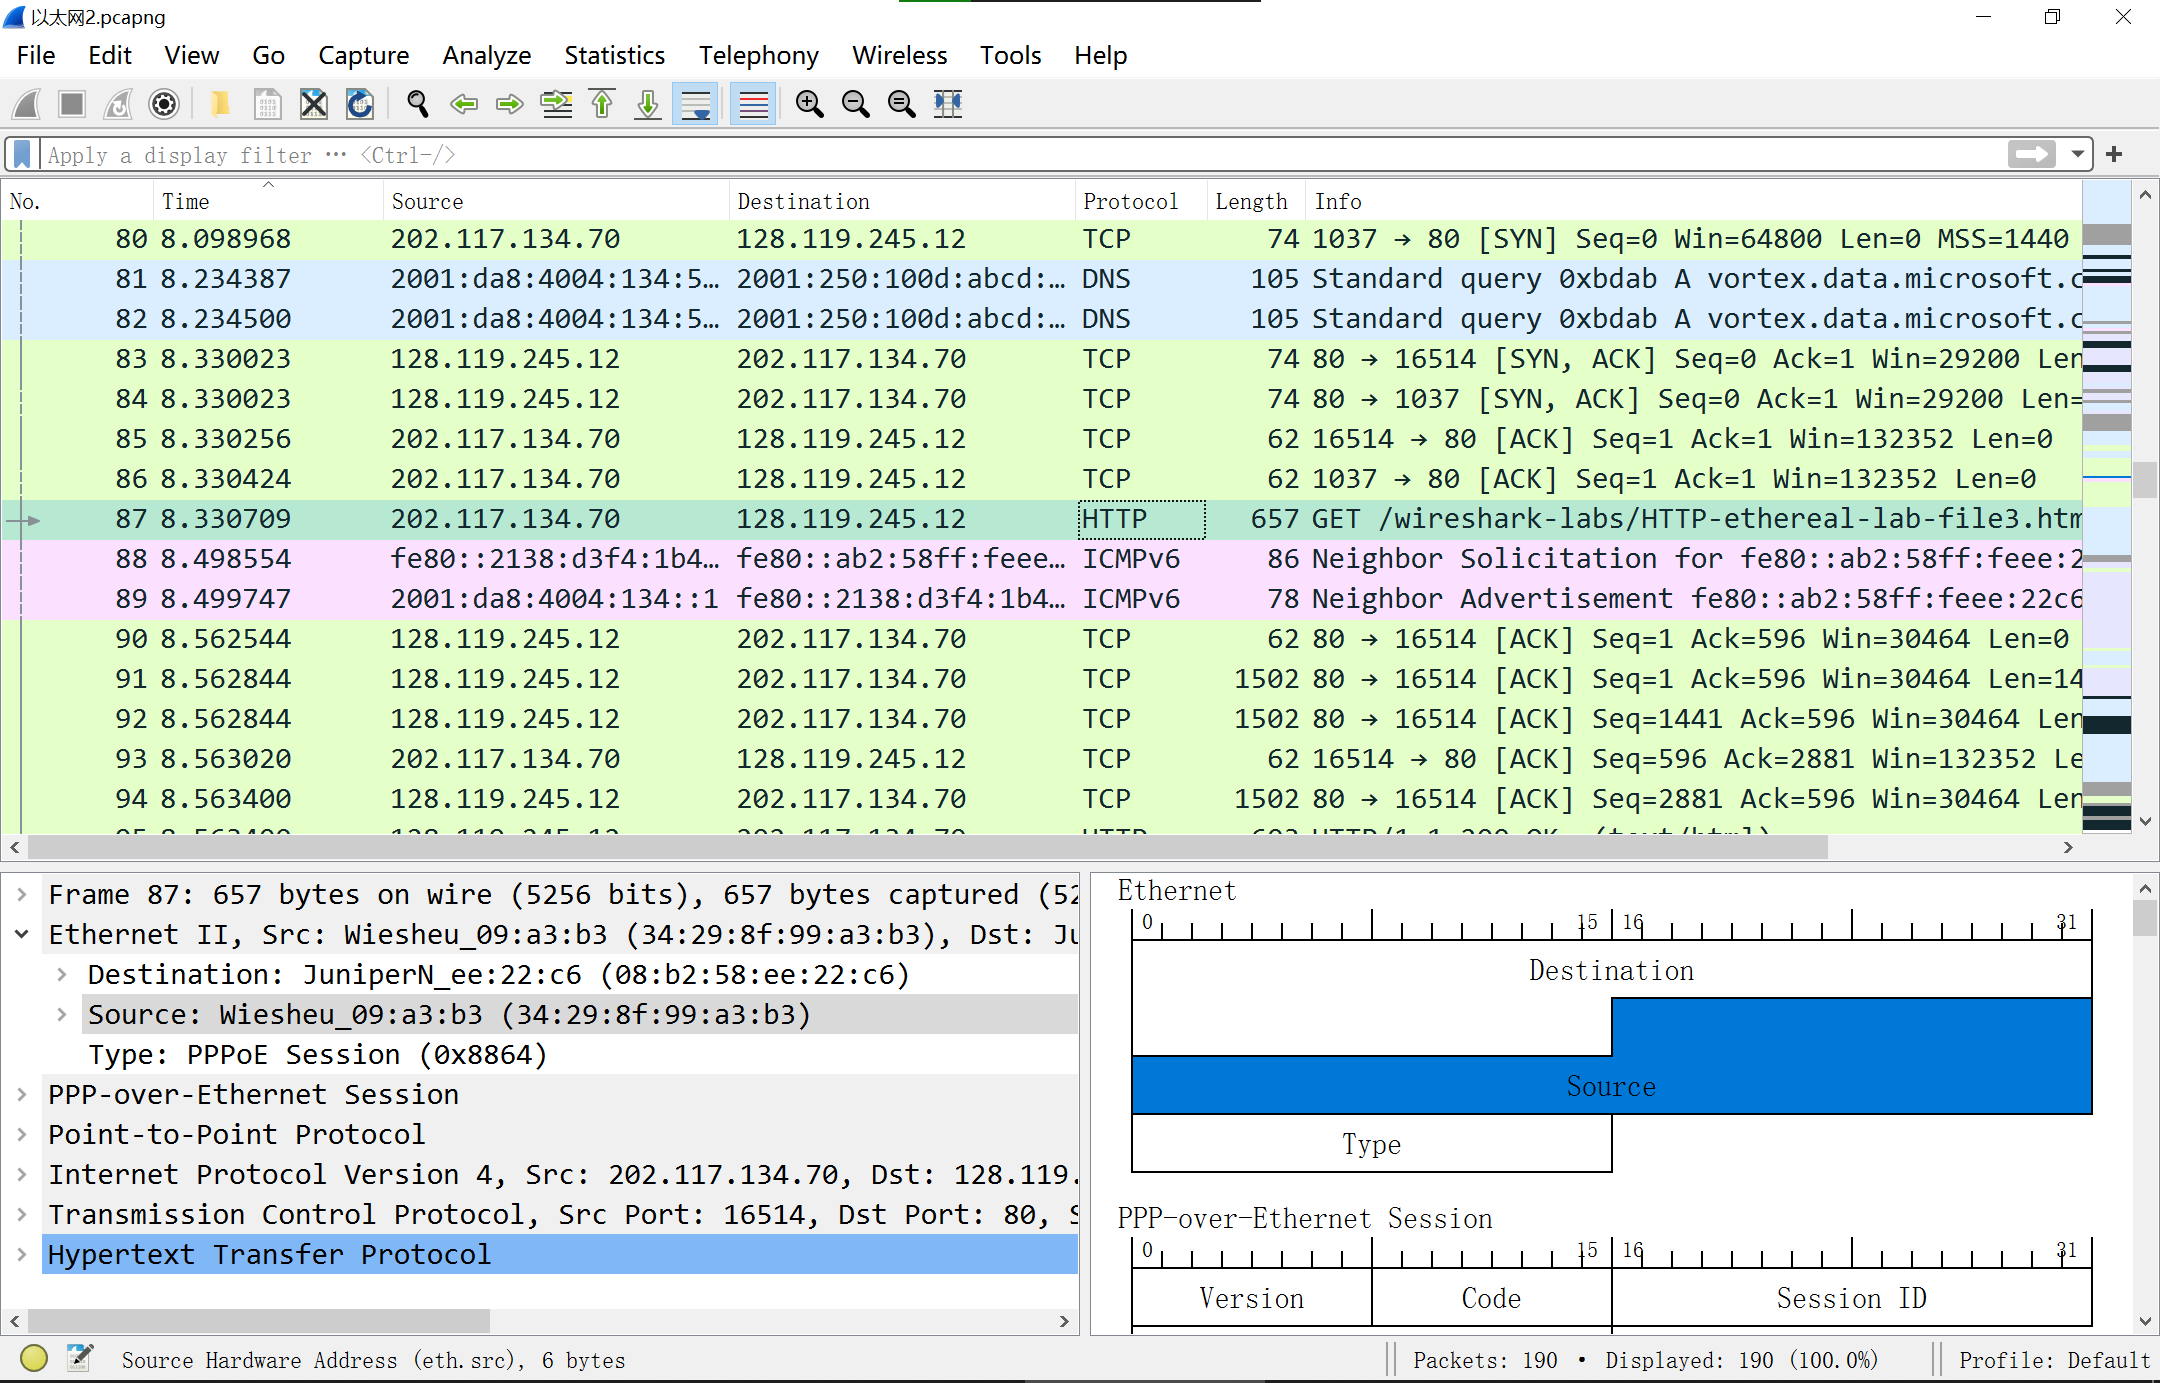 以太网2.pcapng
File Edit View Go Capture Analyze Statistics Telephony Wireless Tools Help
Apply a display filter ··· <Ctrl-/>
No. Time Source Destination Protocol Length Info
80 8.098968 202.117.134.70 128.119.245.12 TCP 74 1037 → 80 [SYN] Seq=0 Win=64800 Len=0 MSS=1440
81 8.234387 2001:da8:4004:134:5… 2001:250:100d:abcd:… DNS 105 Standard query 0xbdab A vortex.data.microsoft.c
82 8.234500 2001:da8:4004:134:5… 2001:250:100d:abcd:… DNS 105 Standard query 0xbdab A vortex.data.microsoft.c
83 8.330023 128.119.245.12 202.117.134.70 TCP 74 80 → 16514 [SYN, ACK] Seq=0 Ack=1 Win=29200 Len
84 8.330023 128.119.245.12 202.117.134.70 TCP 74 80 → 1037 [SYN, ACK] Seq=0 Ack=1 Win=29200 Len=
85 8.330256 202.117.134.70 128.119.245.12 TCP 62 16514 → 80 [ACK] Seq=1 Ack=1 Win=132352 Len=0
86 8.330424 202.117.134.70 128.119.245.12 TCP 62 1037 → 80 [ACK] Seq=1 Ack=1 Win=132352 Len=0
87 8.330709 202.117.134.70 128.119.245.12 HTTP 657 GET /wireshark-labs/HTTP-ethereal-lab-file3.htm
88 8.498554 fe80::2138:d3f4:1b4… fe80::ab2:58ff:feee… ICMPv6 86 Neighbor Solicitation for fe80::ab2:58ff:feee:2
89 8.499747 2001:da8:4004:134::1 fe80::2138:d3f4:1b4… ICMPv6 78 Neighbor Advertisement fe80::ab2:58ff:feee:22c6
90 8.562544 128.119.245.12 202.117.134.70 TCP 62 80 → 16514 [ACK] Seq=1 Ack=596 Win=30464 Len=0
91 8.562844 128.119.245.12 202.117.134.70 TCP 1502 80 → 16514 [ACK] Seq=1 Ack=596 Win=30464 Len=14
92 8.562844 128.119.245.12 202.117.134.70 TCP 1502 80 → 16514 [ACK] Seq=1441 Ack=596 Win=30464 Len
93 8.563020 202.117.134.70 128.119.245.12 TCP 62 16514 → 80 [ACK] Seq=596 Ack=2881 Win=132352 Le
94 8.563400 128.119.245.12 202.117.134.70 TCP 1502 80 → 16514 [ACK] Seq=2881 Ack=596 Win=30464 Len
95 8.563400 128.119.245.12 202.117.134.70 HTTP 603 HTTP/1.1 200 OK (text/html)
Frame 87: 657 bytes on wire (5256 bits), 657 bytes captured (52
Ethernet II, Src: Wiesheu_09:a3:b3 (34:29:8f:99:a3:b3), Dst: Ju
Destination: JuniperN_ee:22:c6 (08:b2:58:ee:22:c6)
Source: Wiesheu_09:a3:b3 (34:29:8f:99:a3:b3)
Type: PPPoE Session (0x8864)
PPP-over-Ethernet Session
Point-to-Point Protocol
Internet Protocol Version 4, Src: 202.117.134.70, Dst: 128.119.
Transmission Control Protocol, Src Port: 16514, Dst Port: 80, S
Hypertext Transfer Protocol
Ethernet
0 15 16 31
Destination
Source
Type
PPP-over-Ethernet Session
0 15 16 31
Version Code Session ID
Source Hardware Address (eth.src), 6 bytes
Packets: 190 · Displayed: 190 (100.0%)
Profile: Default